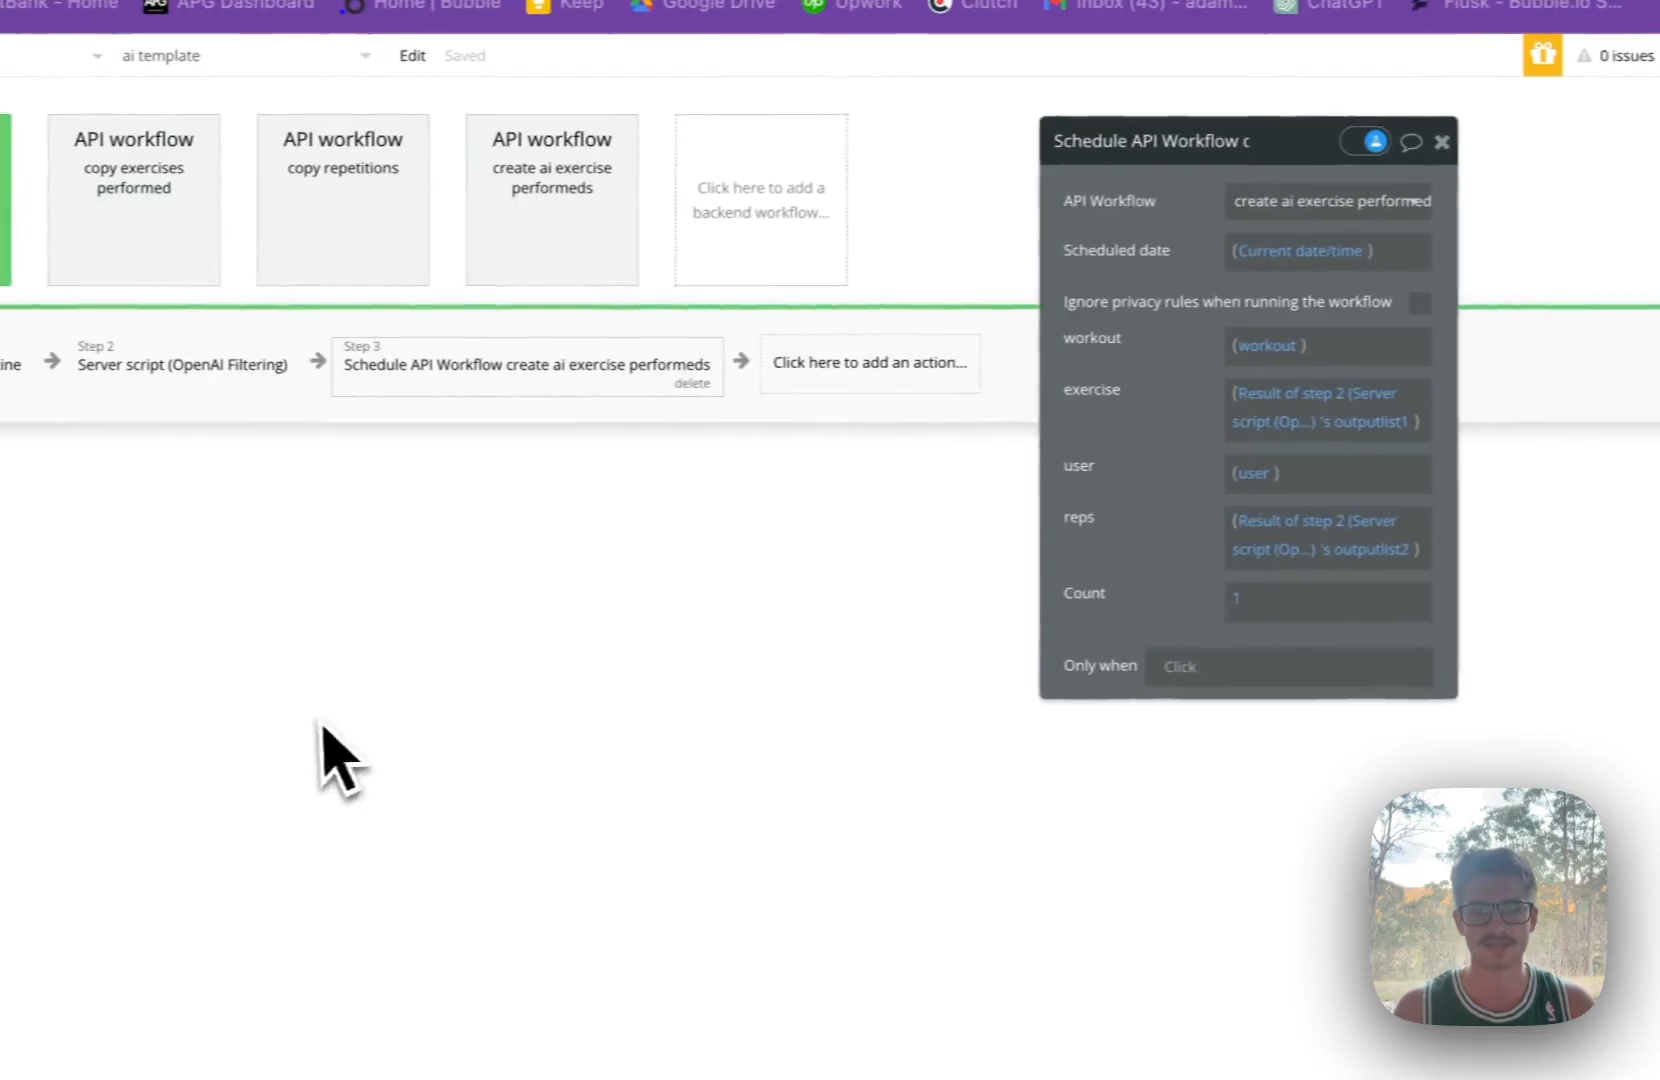 tBank - Home
APG Dashboard
Home | Bubble
Keep
Google Drive
Upwork
Clutch
Inbox (43) - adam...
ChatGPT
Flusk - Bubble.io S...
ai template
Edit
Saved
0 issues
API workflow
copy exercises
performed
API workflow
copy repetitions
API workflow
create ai exercise
performeds
Click here to add a
backend workflow...
ine
Step 2
Server script (OpenAI Filtering)
Step 3
Schedule API Workflow create ai exercise performeds
delete
Click here to add an action...
Schedule API Workflow c
API Workflow
create ai exercise performed
Scheduled date
(Current date/time )
Ignore privacy rules when running the workflow
workout
(workout )
exercise
(Result of step 2 (Server
script (Op...) 's outputlist1 )
user
(user )
reps
(Result of step 2 (Server
script (Op...) 's outputlist2 )
Count
1
Only when
Click